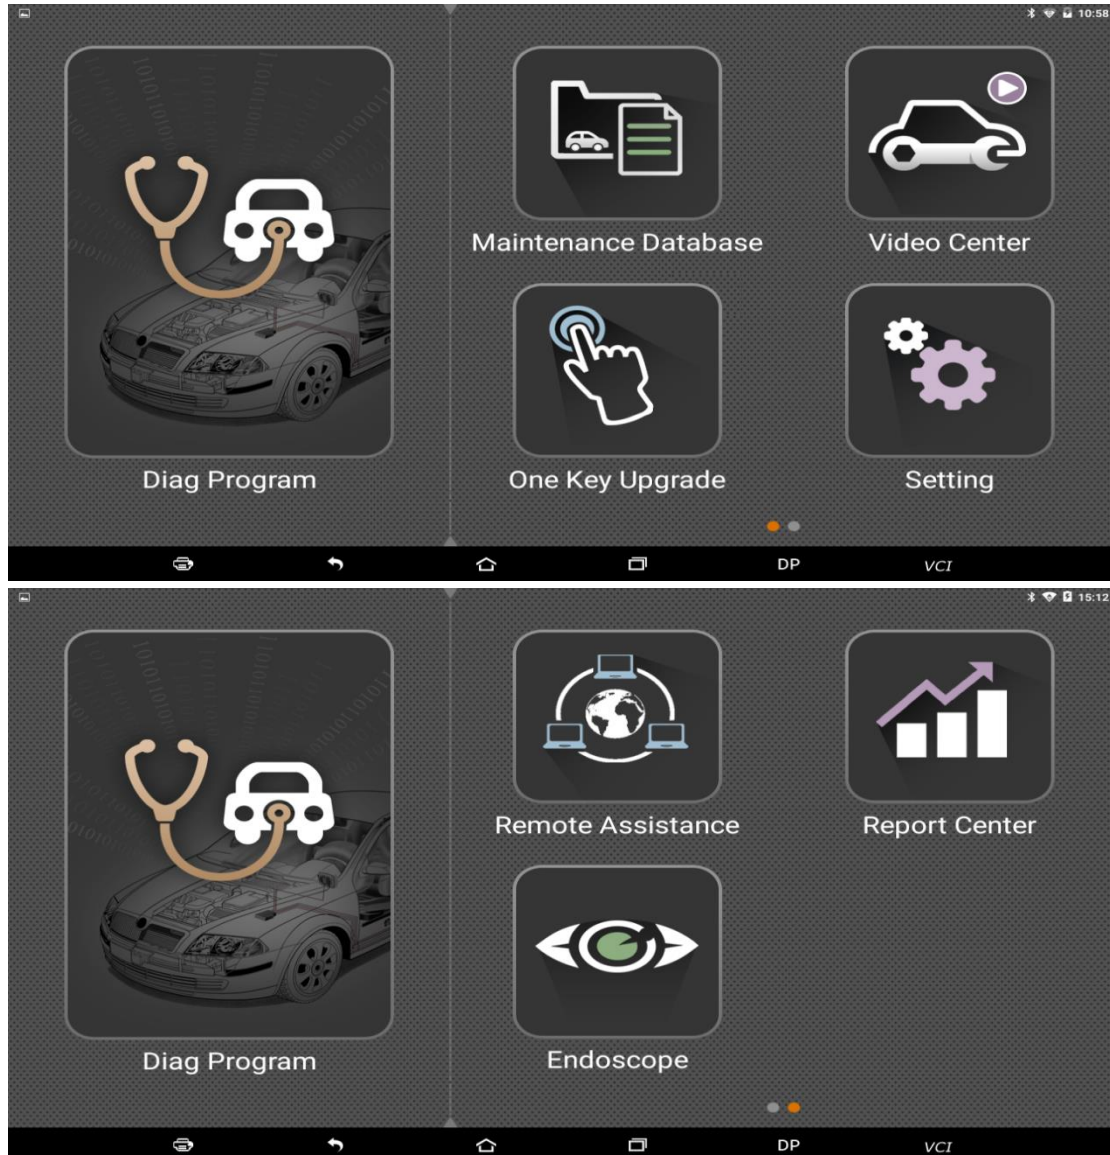 10:58
Maintenance Database
Video Center
Diag Program
One Key Upgrade
Setting
DP
VCI
15:12
Remote Assistance
Report Center
Diag Program
Endoscope
DP
VCI